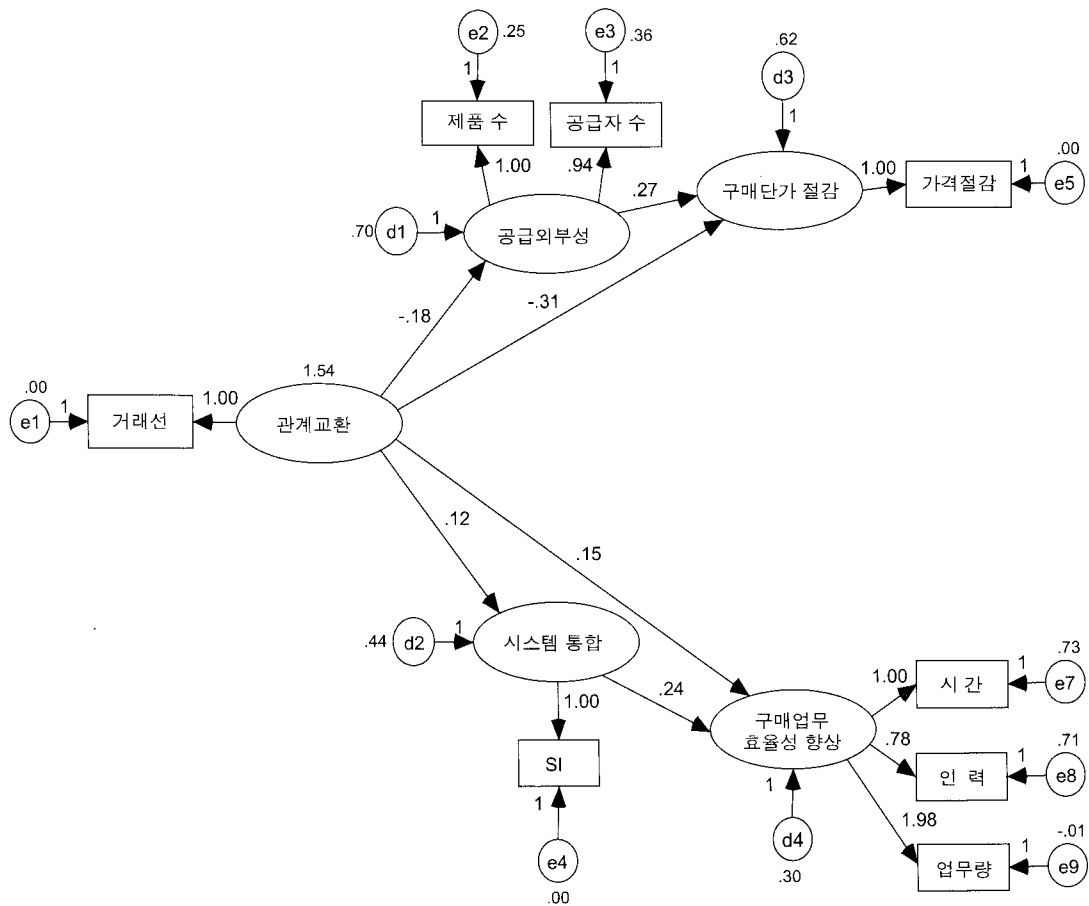 e2 .25
e3 .36
.62
d3
1
1
1
제품 수
공급자 수
1.00
.94
.27
구매단가 절감
1.00
가격절감
1
.00
e5
.70 d1
1
공급외부성
-.18
-.31
1.54
.00
e1
1
거래선
1.00
관계교환
.12
.15
.44 d2
1
시스템 통합
1.00
.24
SI
1
e4
.00
구매업무
효율성 향상
1
d4
.30
1.00
시 간
1
.73
e7
.78
인 력
1
.71
e8
1.98
업무량
1
-.01
e9